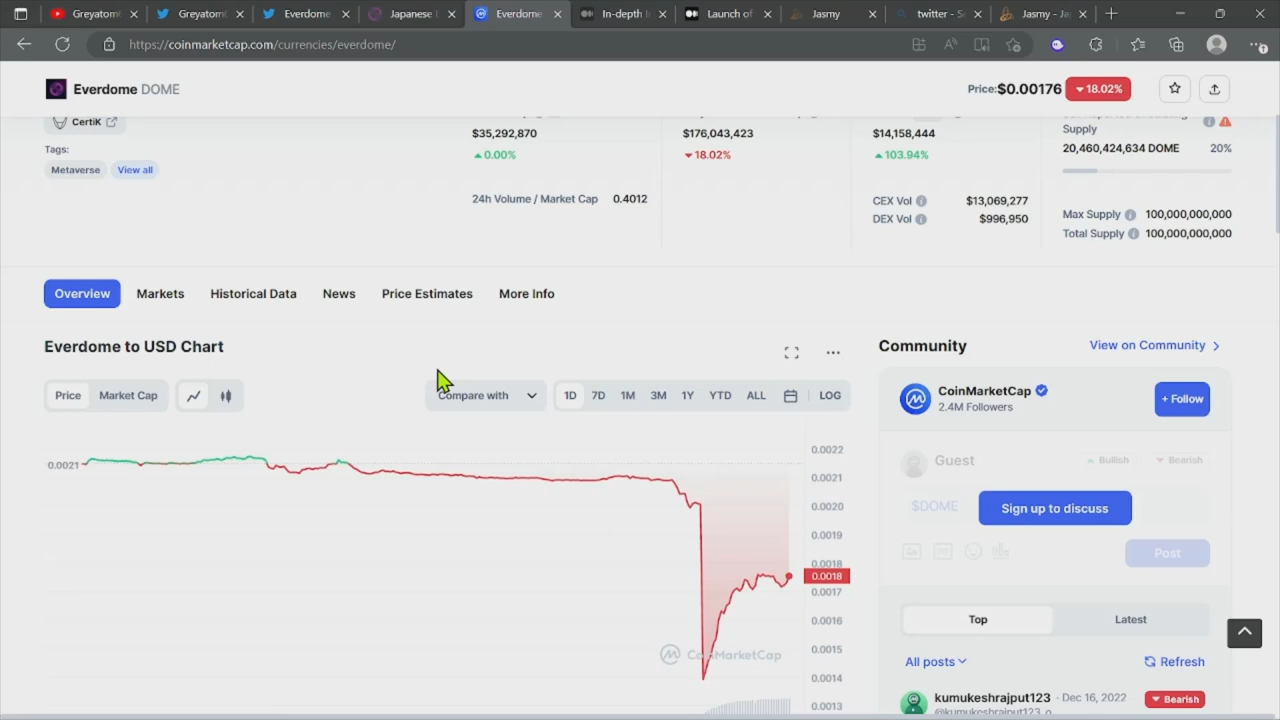 GreyatomC
GreyatomC
Everdome
Japanese
Everdome
In-depth I
Launch of
Jasmy
twitter - S
Jasmy - Ja
https://coinmarketcap.com/currencies/everdome/
Everdome DOME
Price:$0.00176 18.02%
CertiK
Tags:
Metaverse View all
$35,292,870
0.00%
24h Volume / Market Cap 0.4012
$176,043,423
18.02%
$14,158,444
103.94%
CEX Vol $13,069,277
DEX Vol $996,950
Supply
20,460,424,634 DOME 20%
Max Supply 100,000,000,000
Total Supply 100,000,000,000
Overview Markets Historical Data News Price Estimates More Info
Everdome to USD Chart
Price Market Cap
Compare with
1D 7D 1M 3M 1Y YTD ALL LOG
0.0021
0.0022
0.0021
0.0020
0.0019
0.0018
0.0018
0.0017
0.0016
0.0015
0.0014
0.0013
CoinMarketCap
Community View on Community
CoinMarketCap
2.4M Followers
+ Follow
Guest Bullish Bearish
$DOME Sign up to discuss
GIF
Post
Top Latest
All posts Refresh
kumukeshrajput123 · Dec 16, 2022 Bearish
@kumukeshrajput123_o